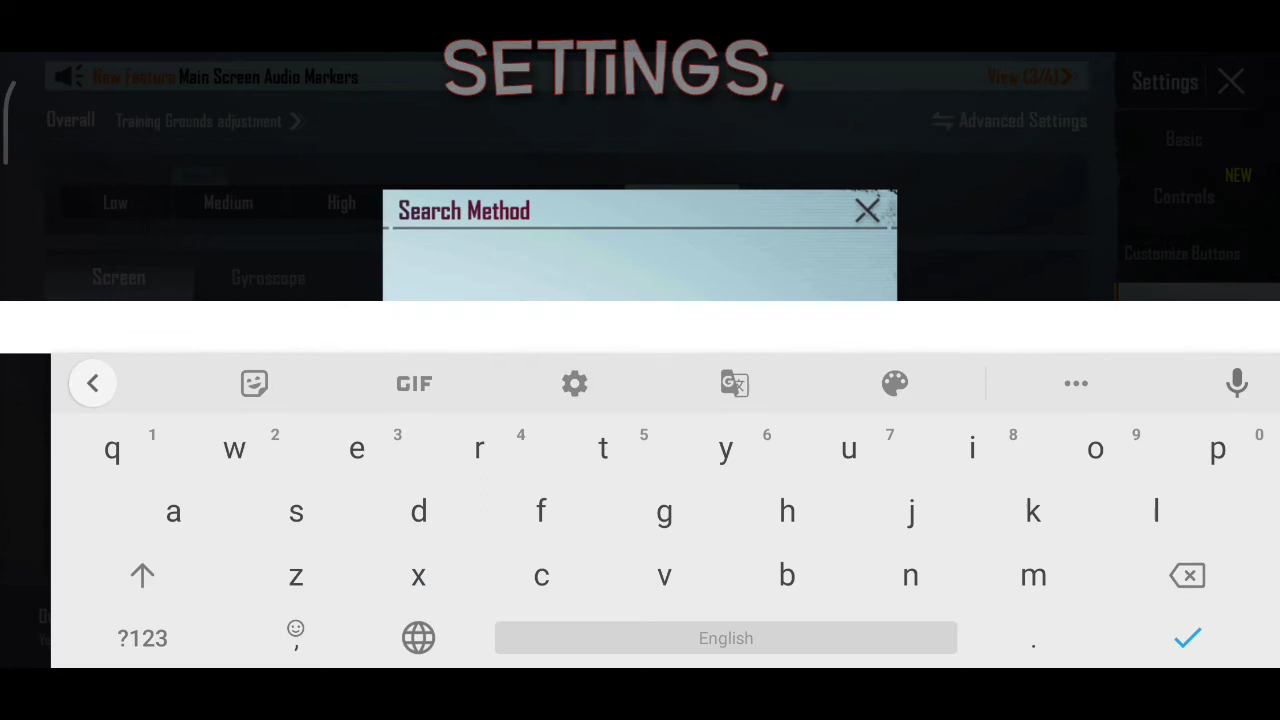 SETTiNGS,
New Feature Main Screen Audio Markers
View (3/4)
Settings
Overall
Training Grounds adjustment
Advanced Settings
Basic
NEW
Low
Medium
High
Controls
Search Method
Customize Buttons
Screen
Gyroscope
GIF
q 1 w 2 e 3 r 4 t 5 y 6 u 7 i 8 o 9 p 0
a s d f g h j k l
z x c v b n m
?123 , English .